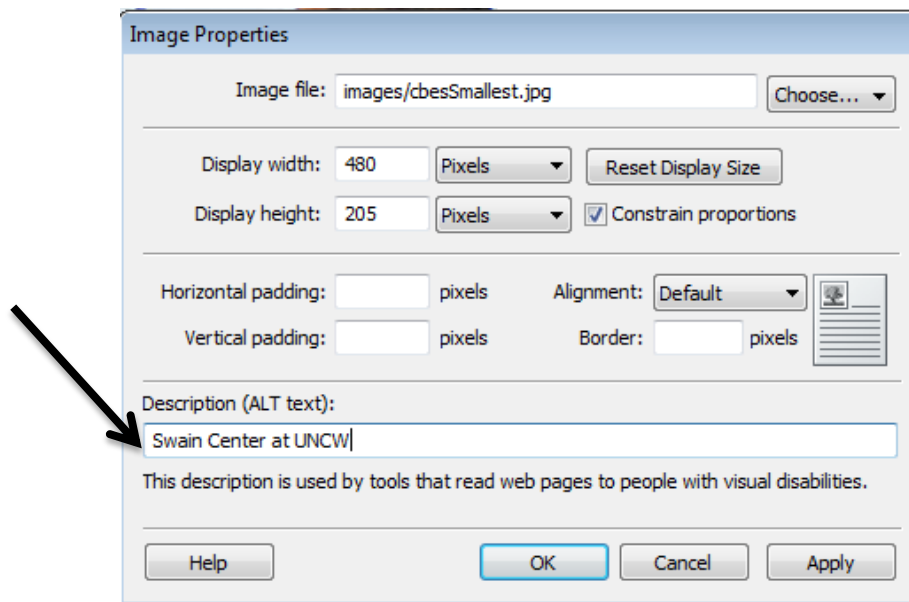 Image Properties
Image file: images/cbesSmallest.jpg Choose...
Display width: 480 Pixels Reset Display Size
Display height: 205 Pixels Constrain proportions
Horizontal padding: pixels Alignment: Default
Vertical padding: pixels Border: pixels
Description (ALT text):
Swain Center at UNCW
This description is used by tools that read web pages to people with visual disabilities.
Help OK Cancel Apply